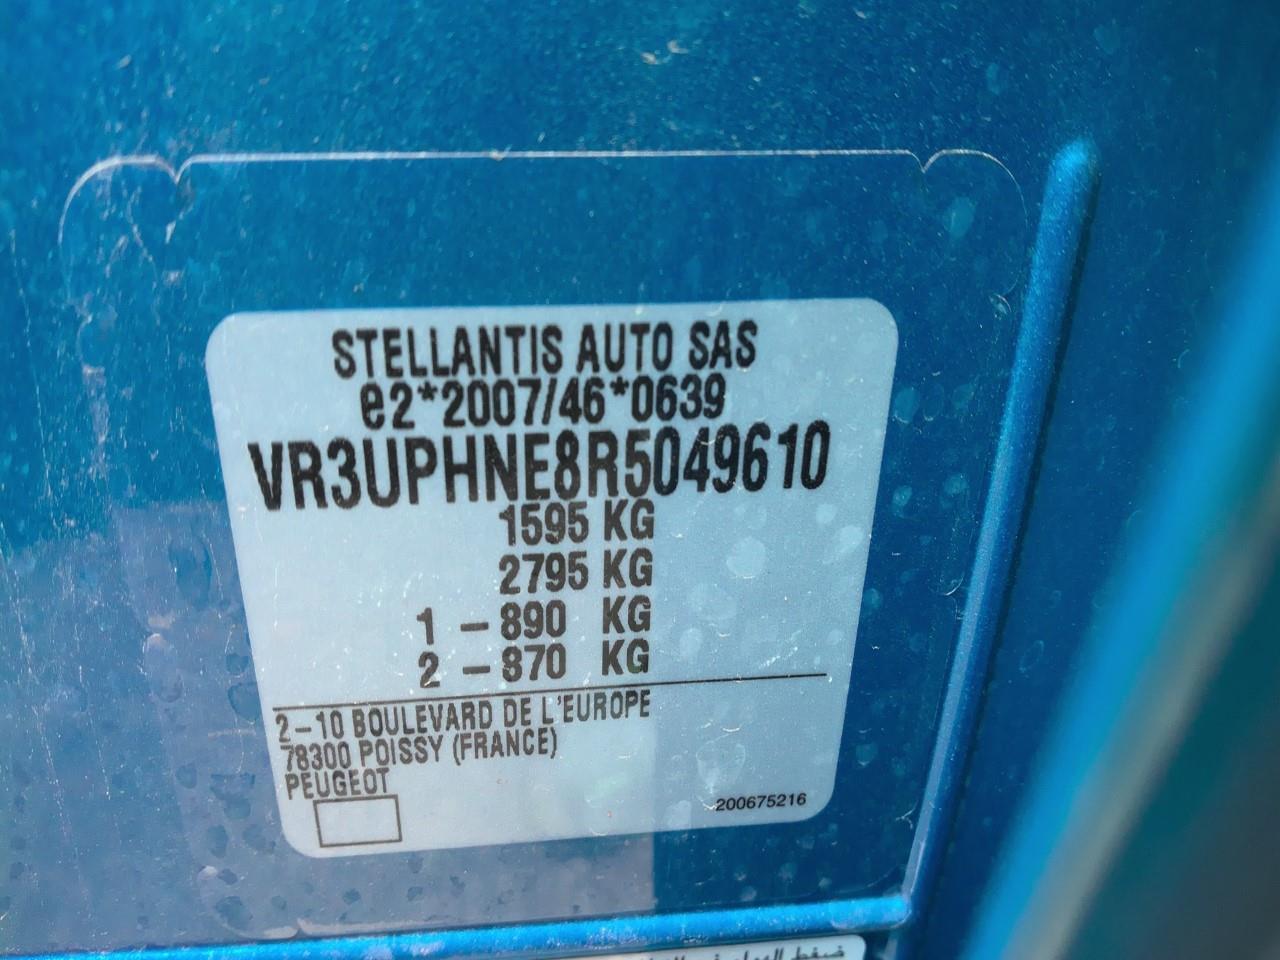 STELLANTIS AUTO SAS
e2*2007/46*0639
VR3UPHNE8R5049610
1595 KG
2795 KG
1 - 890 KG
2 - 870 KG
2-10 BOULEVARD DE L'EUROPE
78300 POISSY (FRANCE)
PEUGEOT
200675216
ضغط